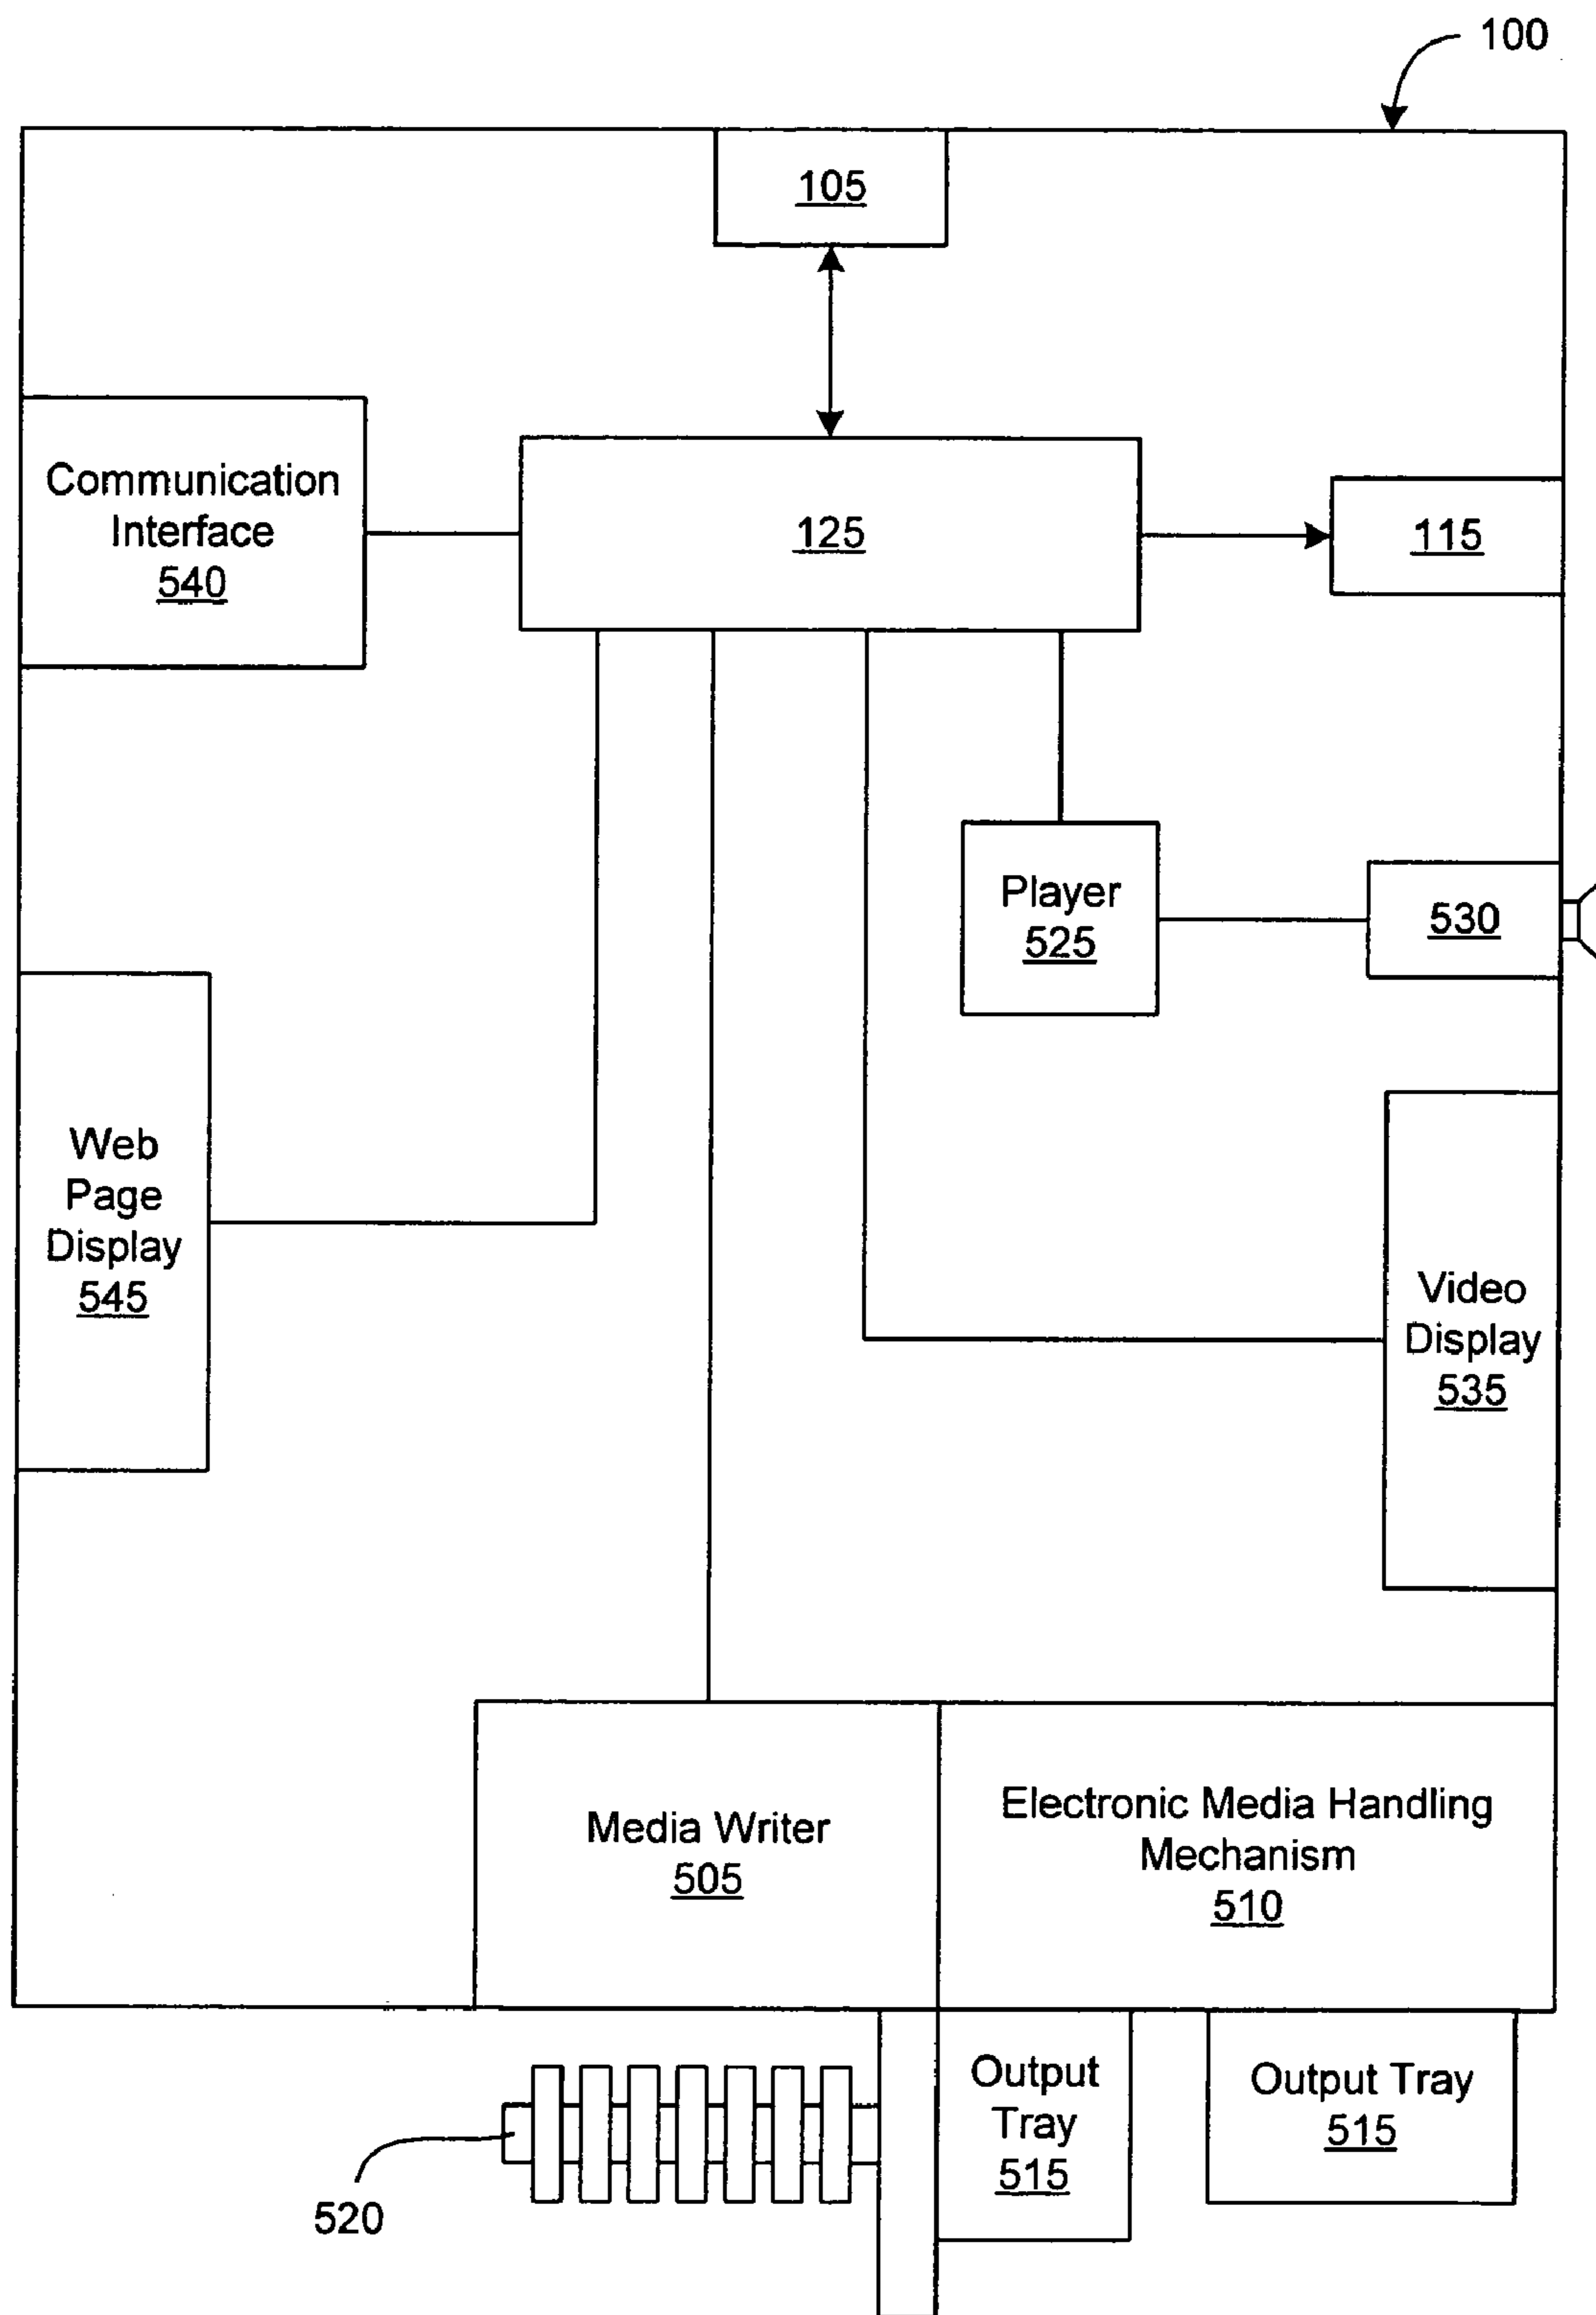 100
105
Communication
Interface
540
125
115
Player
525
530
Web
Page
Display
545
Video
Display
535
Media Writer
505
Electronic Media Handling
Mechanism
510
Output
Tray
515
Output Tray
515
520